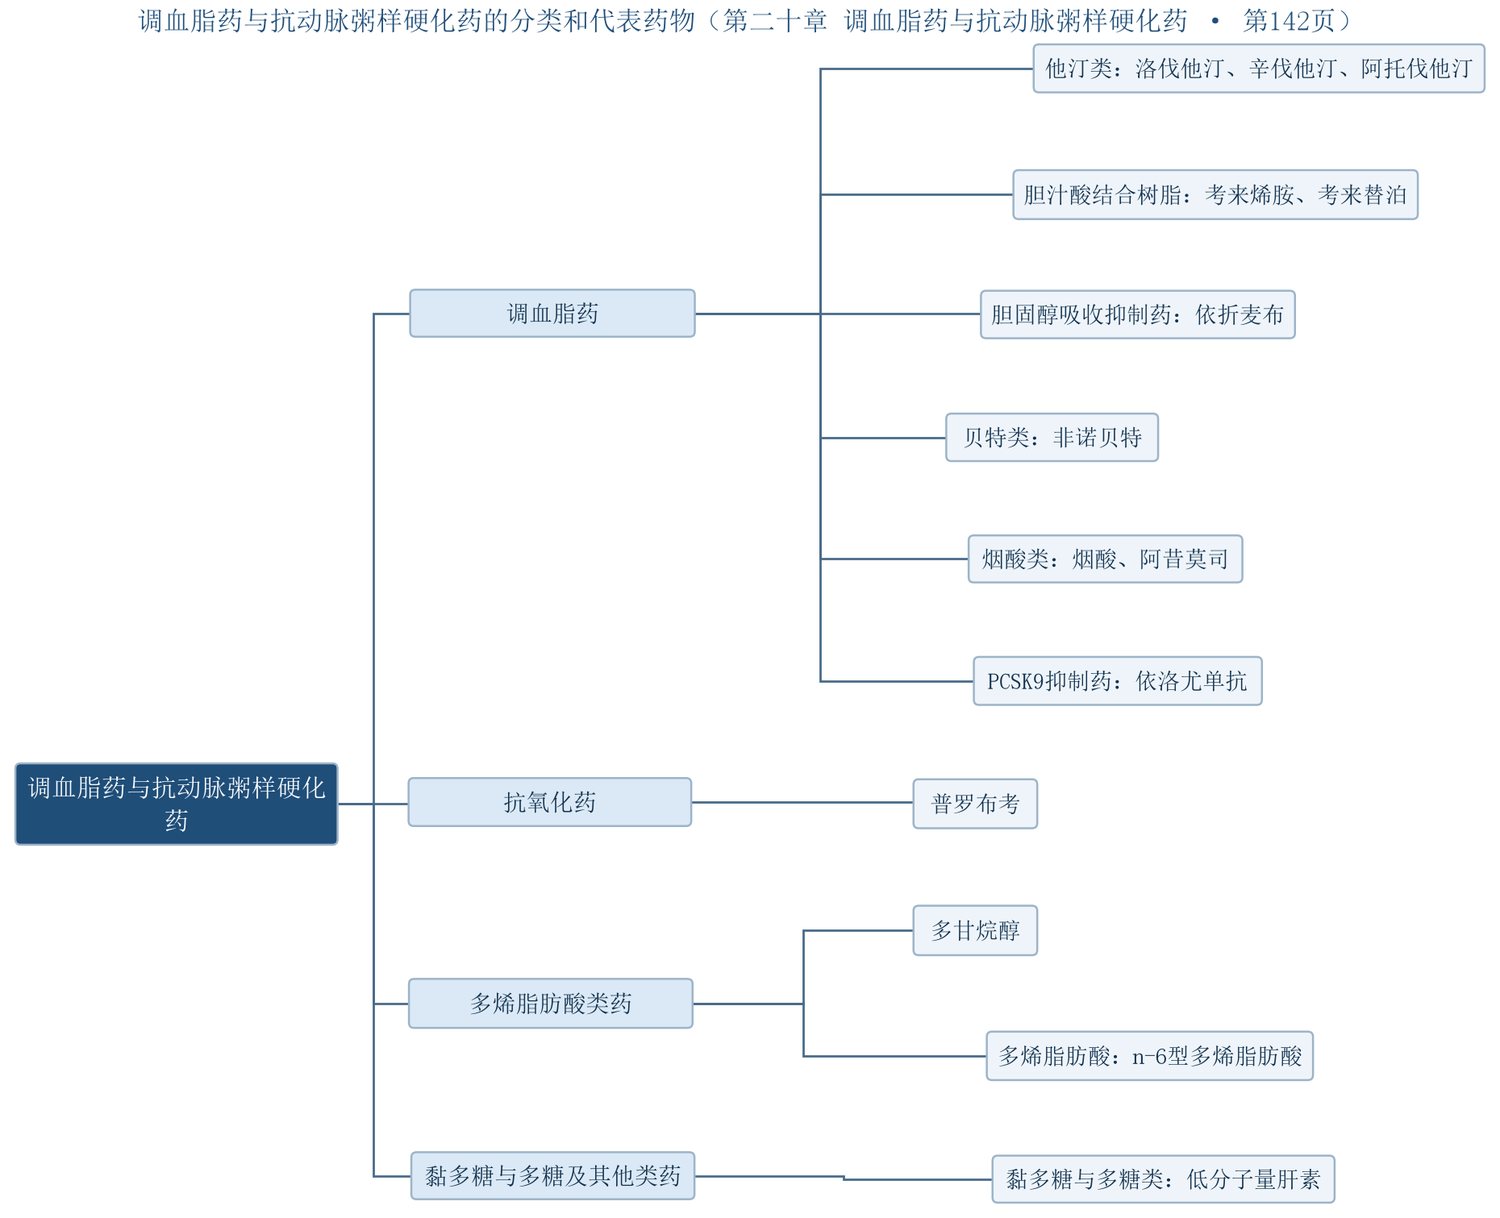 调血脂药与抗动脉粥样硬化药的分类和代表药物（第二十章 调血脂药与抗动脉粥样硬化药 • 第142页）
他汀类：洛伐他汀、辛伐他汀、阿托伐他汀
胆汁酸结合树脂：考来烯胺、考来替泊
调血脂药
胆固醇吸收抑制药：依折麦布
贝特类：非诺贝特
烟酸类：烟酸、阿昔莫司
PCSK9抑制药：依洛尤单抗
调血脂药与抗动脉粥样硬化
药
抗氧化药
普罗布考
多甘烷醇
多烯脂肪酸类药
多烯脂肪酸：n-6型多烯脂肪酸
黏多糖与多糖及其他类药
黏多糖与多糖类：低分子量肝素